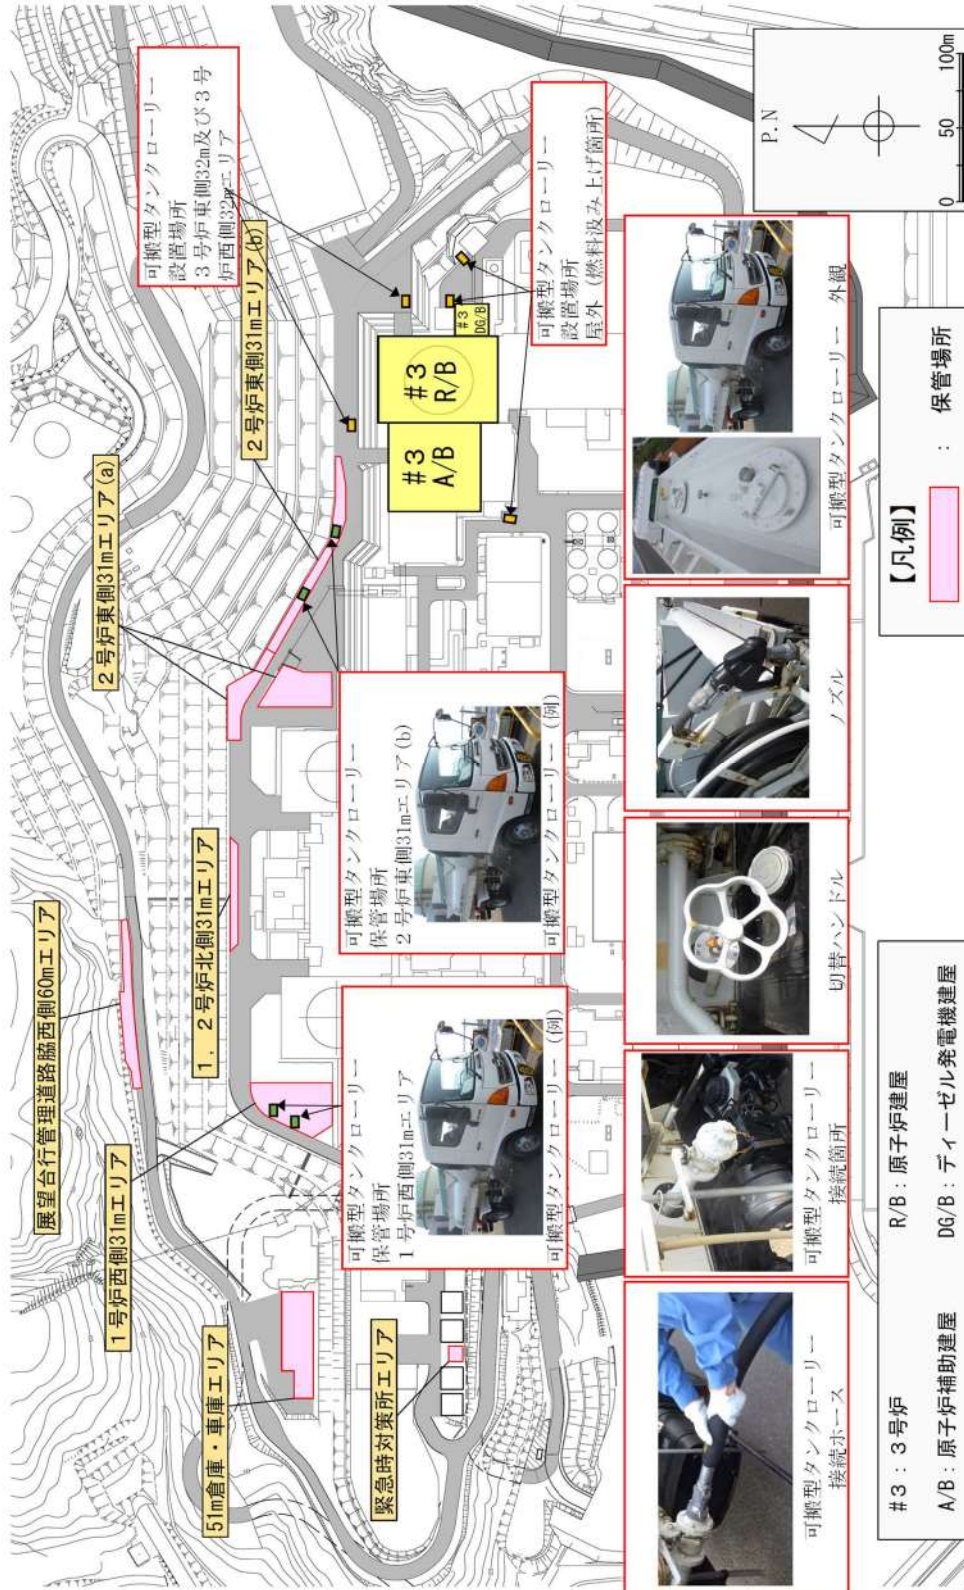 可搬型タンクローリー
設置場所
3号炉東側32m及び3号
炉西側32mエリア
2号炉東側31mエリア(b)
2号炉東側31mエリア(a)
展望台行管理道路脇西側60mエリア
1，2号炉北側31mエリア
1号炉西側31mエリア
51m倉庫・車庫エリア
緊急時対策所エリア
#3
R/B
#3
A/B
#3
DG/B
可搬型タンクローリー
設置場所
屋外（燃料汲み上げ箇所）
P.N
0 50 100m
可搬型タンクローリー
保管場所
1号炉西側31mエリア
可搬型タンクローリー（例）
可搬型タンクローリー
保管場所
2号炉東側31mエリア(b)
可搬型タンクローリー（例）
可搬型タンクローリー
接続ホース
可搬型タンクローリー
接続箇所
切替ハンドル
ノズル
可搬型タンクローリー 外観
#3：3号炉
R/B：原子炉建屋
A/B：原子炉補助建屋
DG/B：ディーゼル発電機建屋
【凡例】
： 保管場所